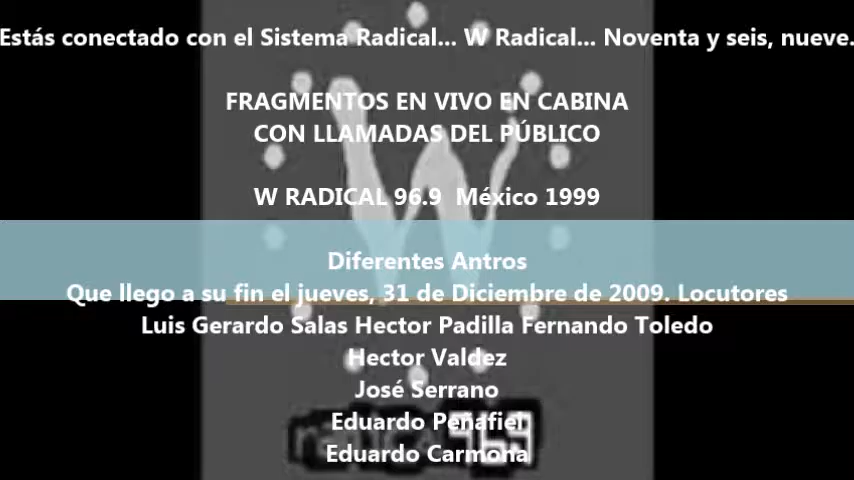 Estás conectado con el Sistema Radical... W Radical... Noventa y seis, nueve.
FRAGMENTOS EN VIVO EN CABINA
CON LLAMADAS DEL PÚBLICO
W RADICAL 96.9  México 1999
Diferentes Antros
Que llego a su fin el jueves, 31 de Diciembre de 2009. Locutores
Luis Gerardo Salas Hector Padilla Fernando Toledo
Hector Valdez
José Serrano
Eduardo Peñafiel
radical 969
Eduardo Carmona
W